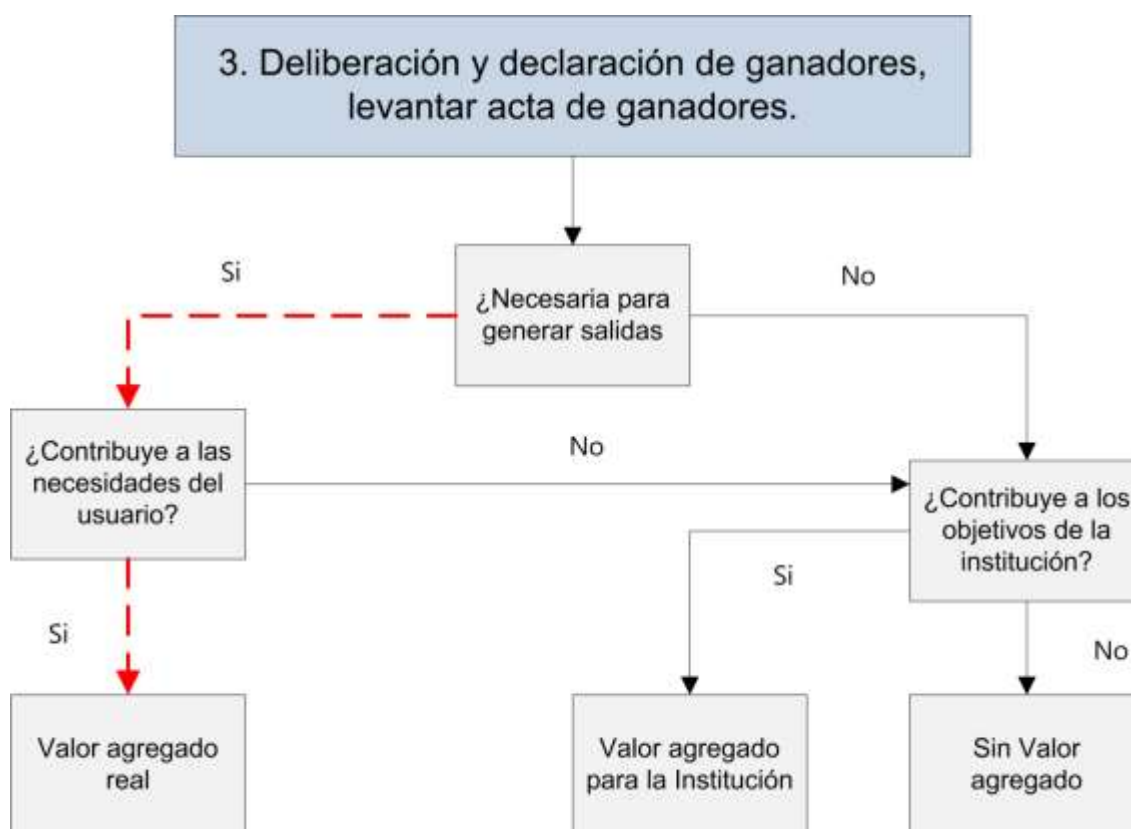 3. Deliberación y declaración de ganadores,
levantar acta de ganadores.
Si
¿Necesaria para
generar salidas
No
¿Contribuye a las
necesidades del
usuario?
No
¿Contribuye a los
objetivos de la
institución?
Si
Si
No
Valor agregado
real
Valor agregado
para la Institución
Sin Valor
agregado